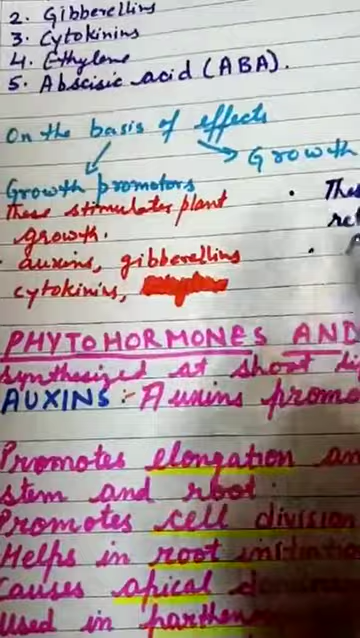 2. Gibberellins
3. Cytokinins
4. Ethylene
5. Abscisic acid (ABA).
On the basis of effects
Growth
Growth promotors
These stimulates plant
growth.
auxins, gibberellins
cytokinins,
PHYTOHORMONES AND
synthesized at shoot
AUXINS :- Auxins
Promotes elongation
stem and root.
Promotes cell division
Helps in root
Causes apical
Used in